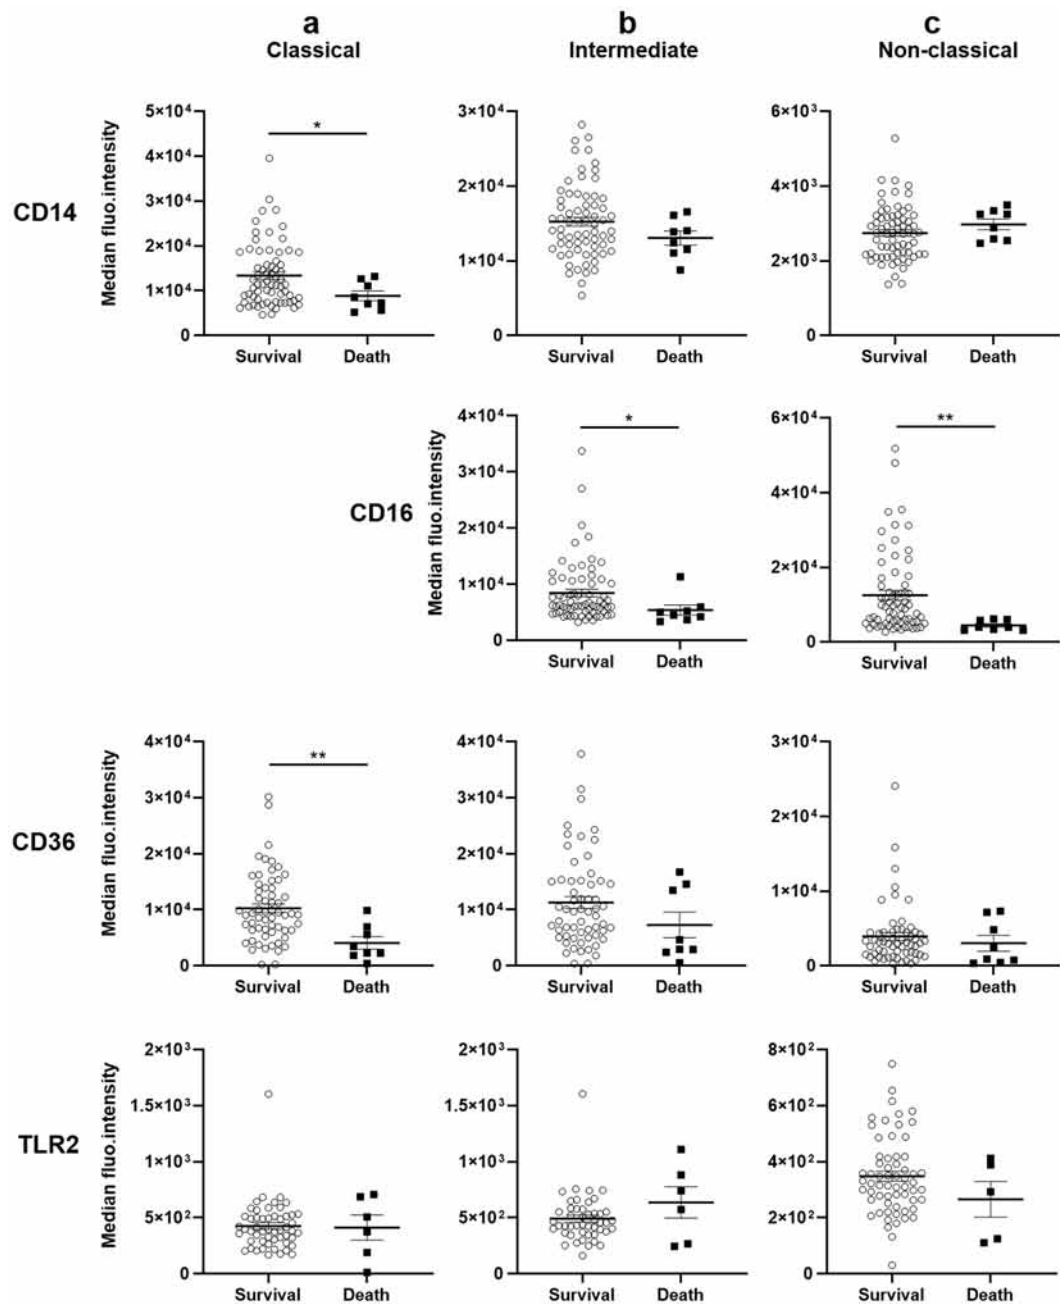 a b c
Classical Intermediate Non-classical
CD14
Median fluo.intensity
5×10⁴
4×10⁴
3×10⁴
2×10⁴
1×10⁴
0
*
Survival Death
3×10⁴
2×10⁴
1×10⁴
0
Survival Death
6×10³
4×10³
2×10³
0
Survival Death
CD16
Median fluo.intensity
4×10⁴
3×10⁴
2×10⁴
1×10⁴
0
*
Survival Death
6×10⁴
4×10⁴
2×10⁴
0
**
Survival Death
CD36
Median fluo.intensity
4×10⁴
3×10⁴
2×10⁴
1×10⁴
0
**
Survival Death
4×10⁴
3×10⁴
2×10⁴
1×10⁴
0
Survival Death
3×10⁴
2×10⁴
1×10⁴
0
Survival Death
TLR2
Median fluo.intensity
2×10³
1.5×10³
1×10³
5×10²
0
Survival Death
2×10³
1.5×10³
1×10³
5×10²
0
Survival Death
8×10²
6×10²
4×10²
2×10²
0
Survival Death